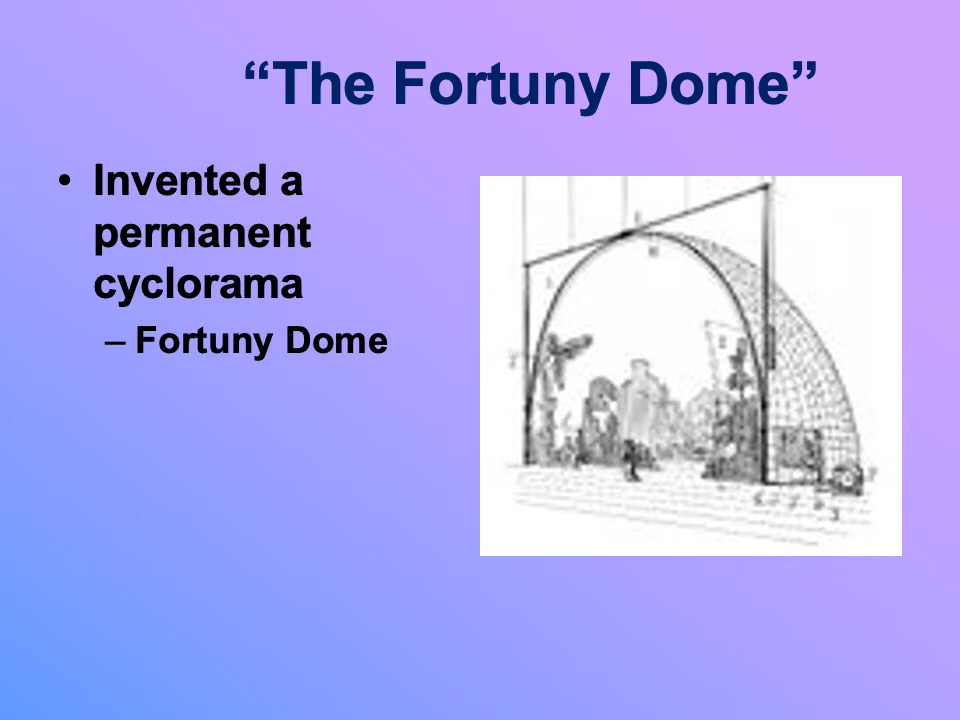 “The Fortuny Dome”
• Invented a
permanent
cyclorama
– Fortuny Dome